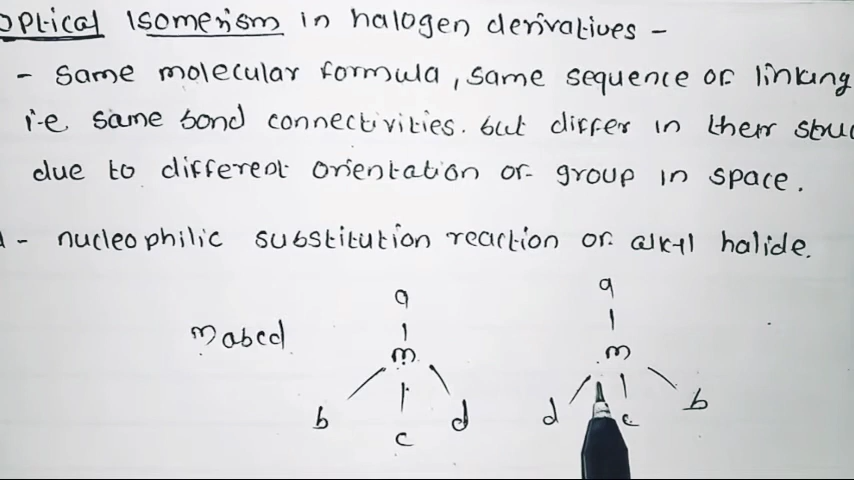 Optical Isomerism in halogen derivatives -
- Same molecular formula, same sequence of linking
i.e same bond connectivities. but differ in their
due to different orientation of group in space.
- nucleophilic substitution reaction of alkyl halide.
a a
mabcd m m
b c d d c b